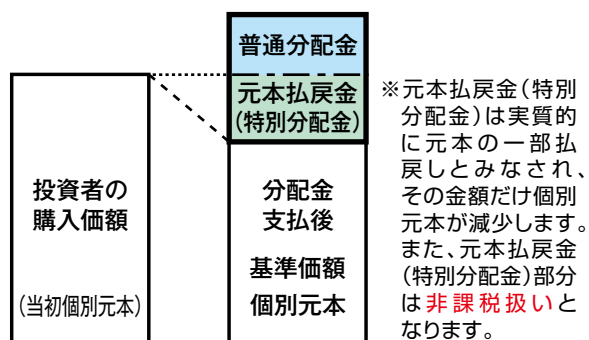 普通分配金
元本払戻金
（特別分配金）
投資者の
購入価額
（当初個別元本）
分配金
支払後
基準価額
個別元本
※元本払戻金（特別
分配金）は実質的
に元本の一部払
戻しとみなされ、
その金額だけ個別
元本が減少します。
また、元本払戻金
（特別分配金）部分
は非課税扱いと
なります。